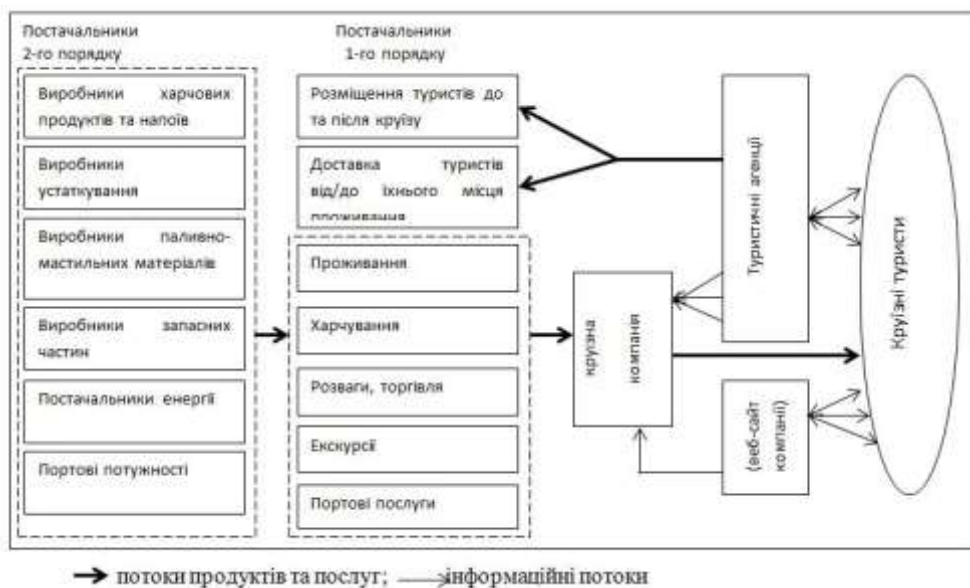 Постачальники
2-го порядку
Виробники харчових
продуктів та напоїв
Виробники
устаткування
Виробники паливно-
мастильних матеріалів
Виробники запасних
частин
Постачальники енергії
Портові потужності
Постачальники
1-го порядку
Розміщення туристів до
та після круїзу
Доставка туристів
від/до їхнього місця
проживання
Проживання
Харчування
Розваги, торгівля
Екскурсії
Портові послуги
круїзна
компанія
Туристичні агенції
(веб-сайт
компанії)
Круїзні туристи
потоки продуктів та послуг; інформаційні потоки